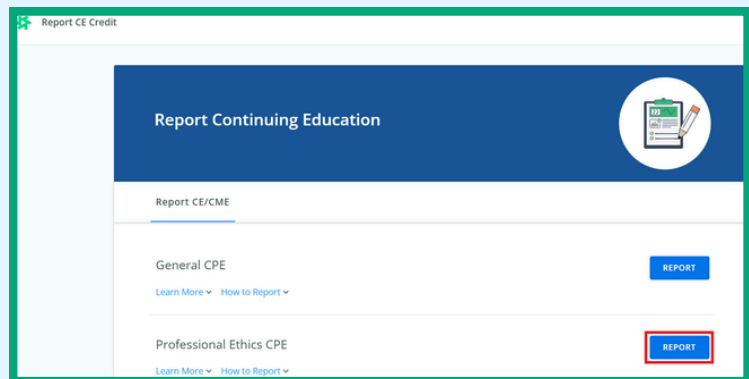 Report CE Credit
Report Continuing Education
Report CE/CME
General CPE
REPORT
Learn More How to Report
Professional Ethics CPE
REPORT
Learn More How to Report